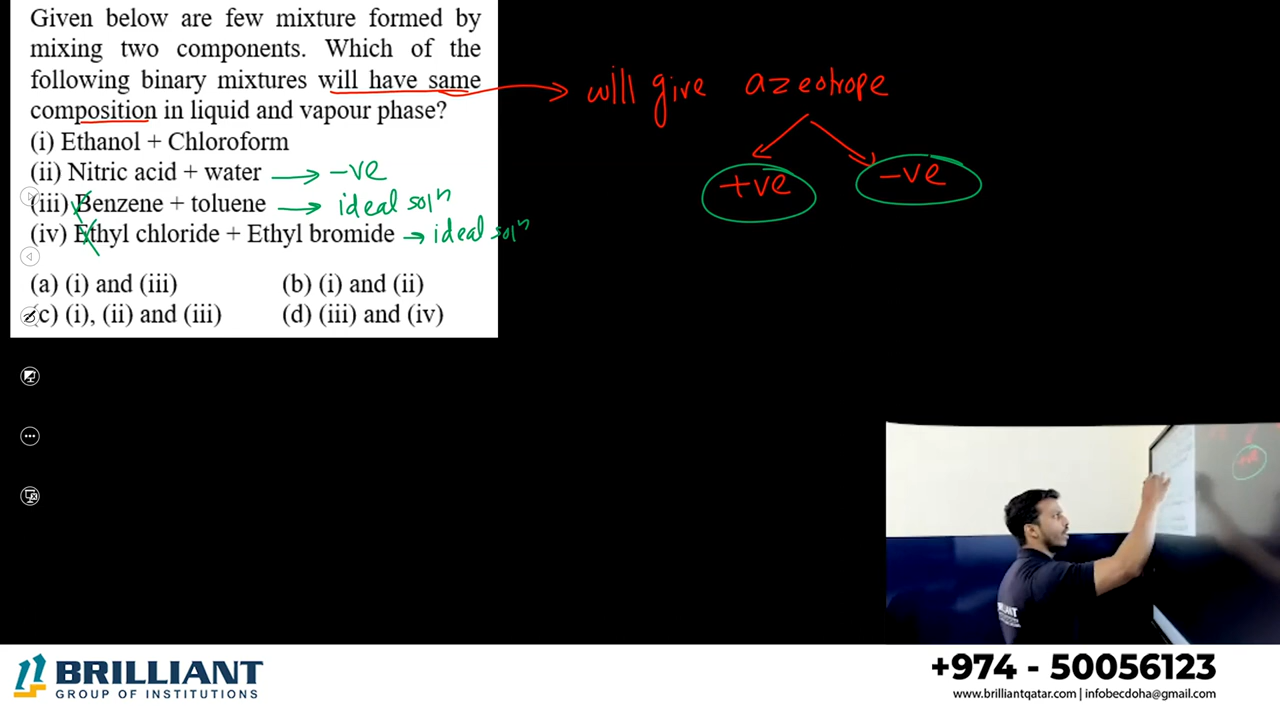 Given below are few mixture formed by
mixing two components. Which of the
following binary mixtures will have same
composition in liquid and vapour phase?
(i) Ethanol + Chloroform
(ii) Nitric acid + water → -ve
(iii) Benzene + toluene → ideal solⁿ
(iv) Ethyl chloride + Ethyl bromide → ideal solⁿ
(a) (i) and (iii) (b) (i) and (ii)
(c) (i), (ii) and (iii) (d) (iii) and (iv)
→ will give azeotrope
+ve -ve
+ve
BRILLIANT
GROUP OF INSTITUTIONS
+974 - 50056123
www.brilliantqatar.com | infobecdoha@gmail.com